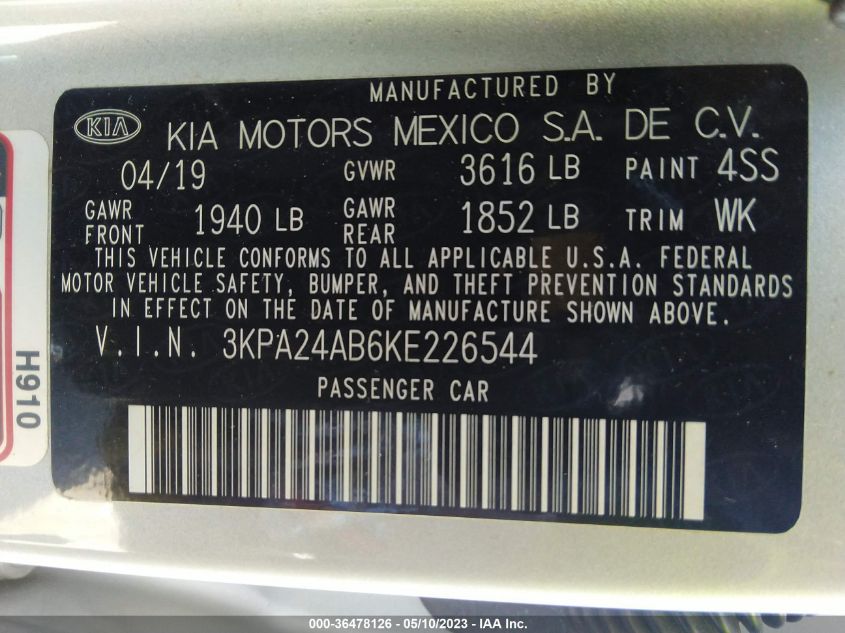 MANUFACTURED BY
KIA KIA MOTORS MEXICO S.A. DE C.V.
04/19 GVWR 3616 LB PAINT 4SS
GAWR FRONT 1940 LB GAWR REAR 1852 LB TRIM WK
THIS VEHICLE CONFORMS TO ALL APPLICABLE U.S.A. FEDERAL
MOTOR VEHICLE SAFETY, BUMPER, AND THEFT PREVENTION STANDARDS
IN EFFECT ON THE DATE OF MANUFACTURE SHOWN ABOVE.
V.I.N. 3KPA24AB6KE226544
PASSENGER CAR
H910
000-36478126 - 05/10/2023 - IAA Inc.